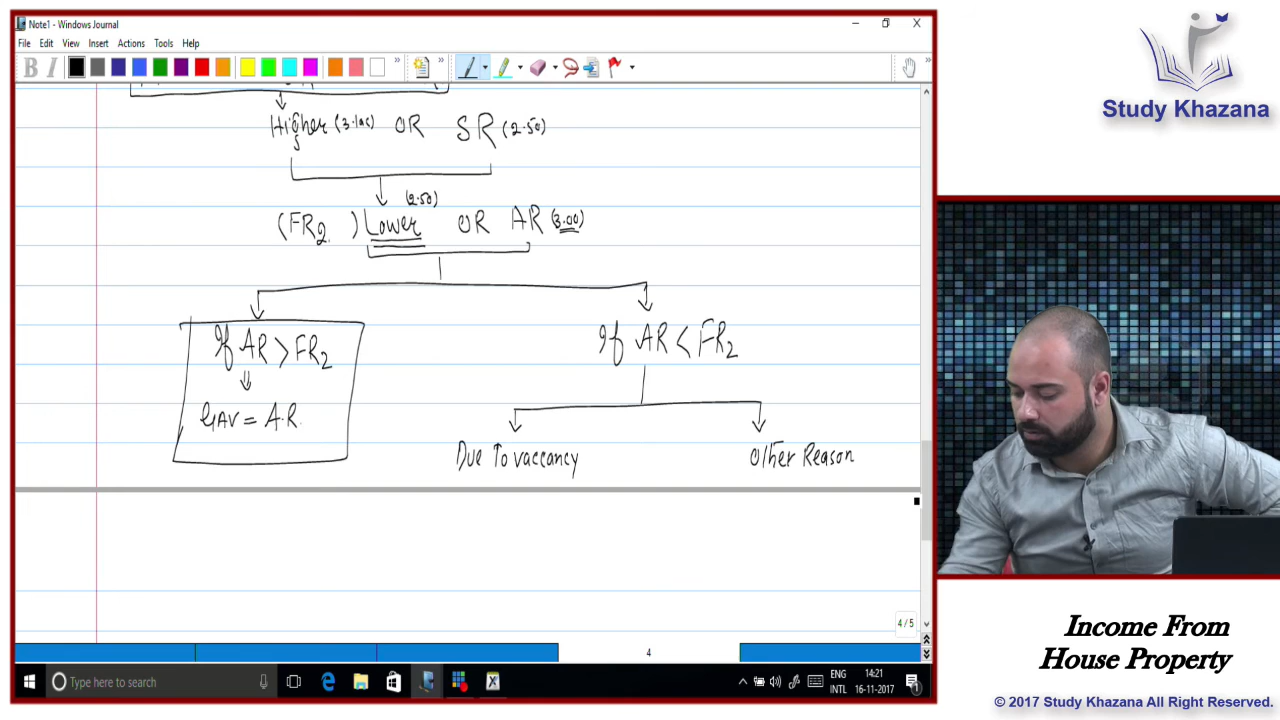 Note1 - Windows Journal
File Edit View Insert Actions Tools Help
B I
Study Khazana
Higher (3.lac) OR SR (2.50)
(2.50)
(FR2 ) Lower OR AR (3.00)
If AR > FR2
If AR < FR2
GAV = A.R.
Due To vaccancy
Other Reason
4 / 5
4
Income From
House Property
Type here to search
ENG
INTL
14:21
16-11-2017
1
© 2017 Study Khazana All Right Reserved.